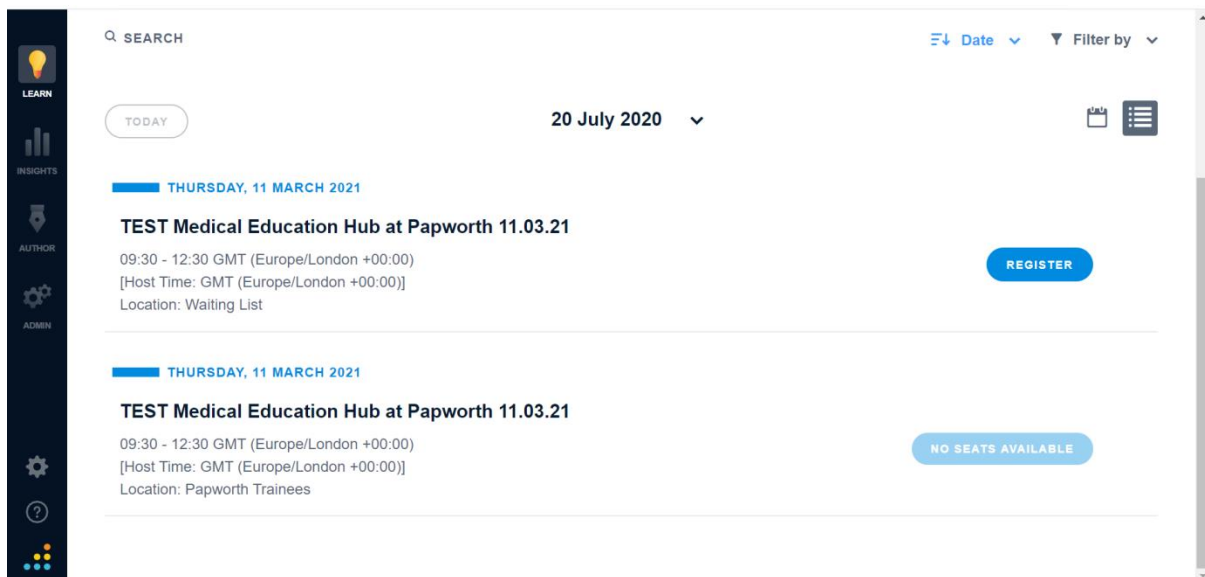 SEARCH
Date
Filter by
LEARN
TODAY
20 July 2020
INSIGHTS
THURSDAY, 11 MARCH 2021
TEST Medical Education Hub at Papworth 11.03.21
09:30 - 12:30 GMT (Europe/London +00:00)
[Host Time: GMT (Europe/London +00:00)]
Location: Waiting List
REGISTER
AUTHOR
ADMIN
THURSDAY, 11 MARCH 2021
TEST Medical Education Hub at Papworth 11.03.21
09:30 - 12:30 GMT (Europe/London +00:00)
[Host Time: GMT (Europe/London +00:00)]
Location: Papworth Trainees
NO SEATS AVAILABLE